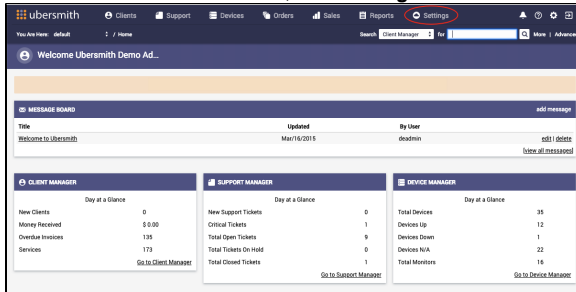 ubersmith Clients Support Devices Orders Sales Reports Settings
You Are Here: default / Home Search Client Manager for More | Advance
Welcome Ubersmith Demo Ad...
MESSAGE BOARD add message
Title Updated By User
Welcome to Ubersmith Mar/16/2015 deadmin edit | delete
[view all messages]
CLIENT MANAGER
Day at a Glance
New Clients 0
Money Received $ 0.00
Overdue Invoices 135
Services 173
Go to Client Manager
SUPPORT MANAGER
Day at a Glance
New Support Tickets 0
Critical Tickets 1
Total Open Tickets 9
Total Tickets On Hold 0
Total Closed Tickets 1
Go to Support Manager
DEVICE MANAGER
Day at a Glance
Total Devices 35
Devices Up 12
Devices Down 1
Devices N/A 22
Total Monitors 16
Go to Device Manager